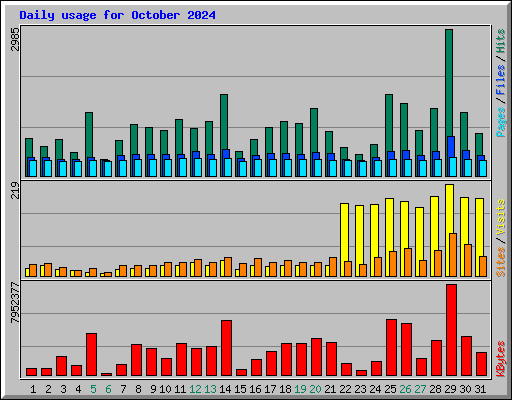 Daily usage for October 2024
2985
Pages / Files / Hits
219
Sites / Visits
7952377
KBytes
1 2 3 4 5 6 7 8 9 10 11 12 13 14 15 16 17 18 19 20 21 22 23 24 25 26 27 28 29 30 31